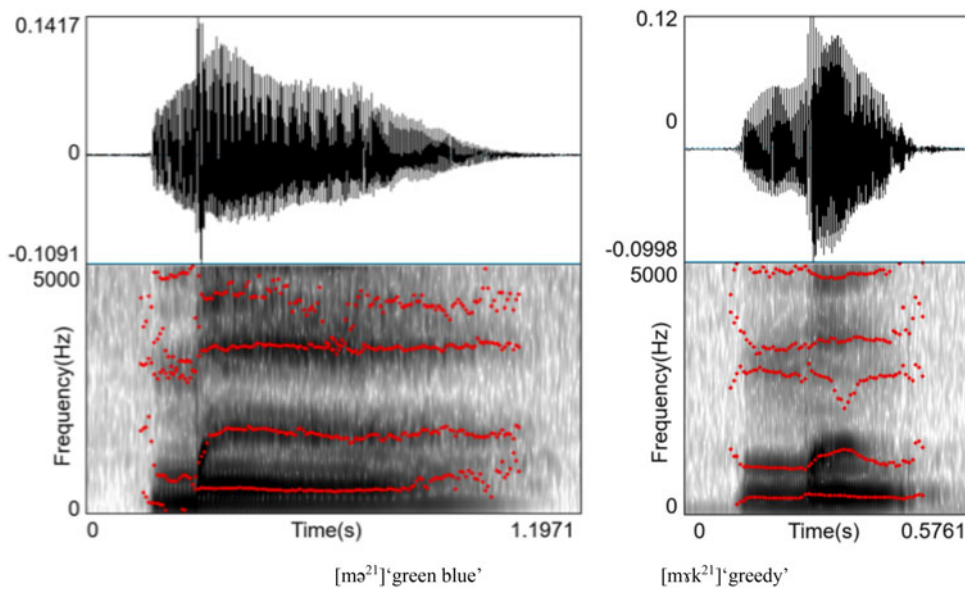 0.1417
0
-0.1091
5000
Frequency(Hz)
0
0
Time(s)
1.1971
0.12
0
-0.0998
5000
Frequency(Hz)
0
0
Time(s)
0.5761
[mə²¹]‘green blue’
[mɤk²¹]‘greedy’